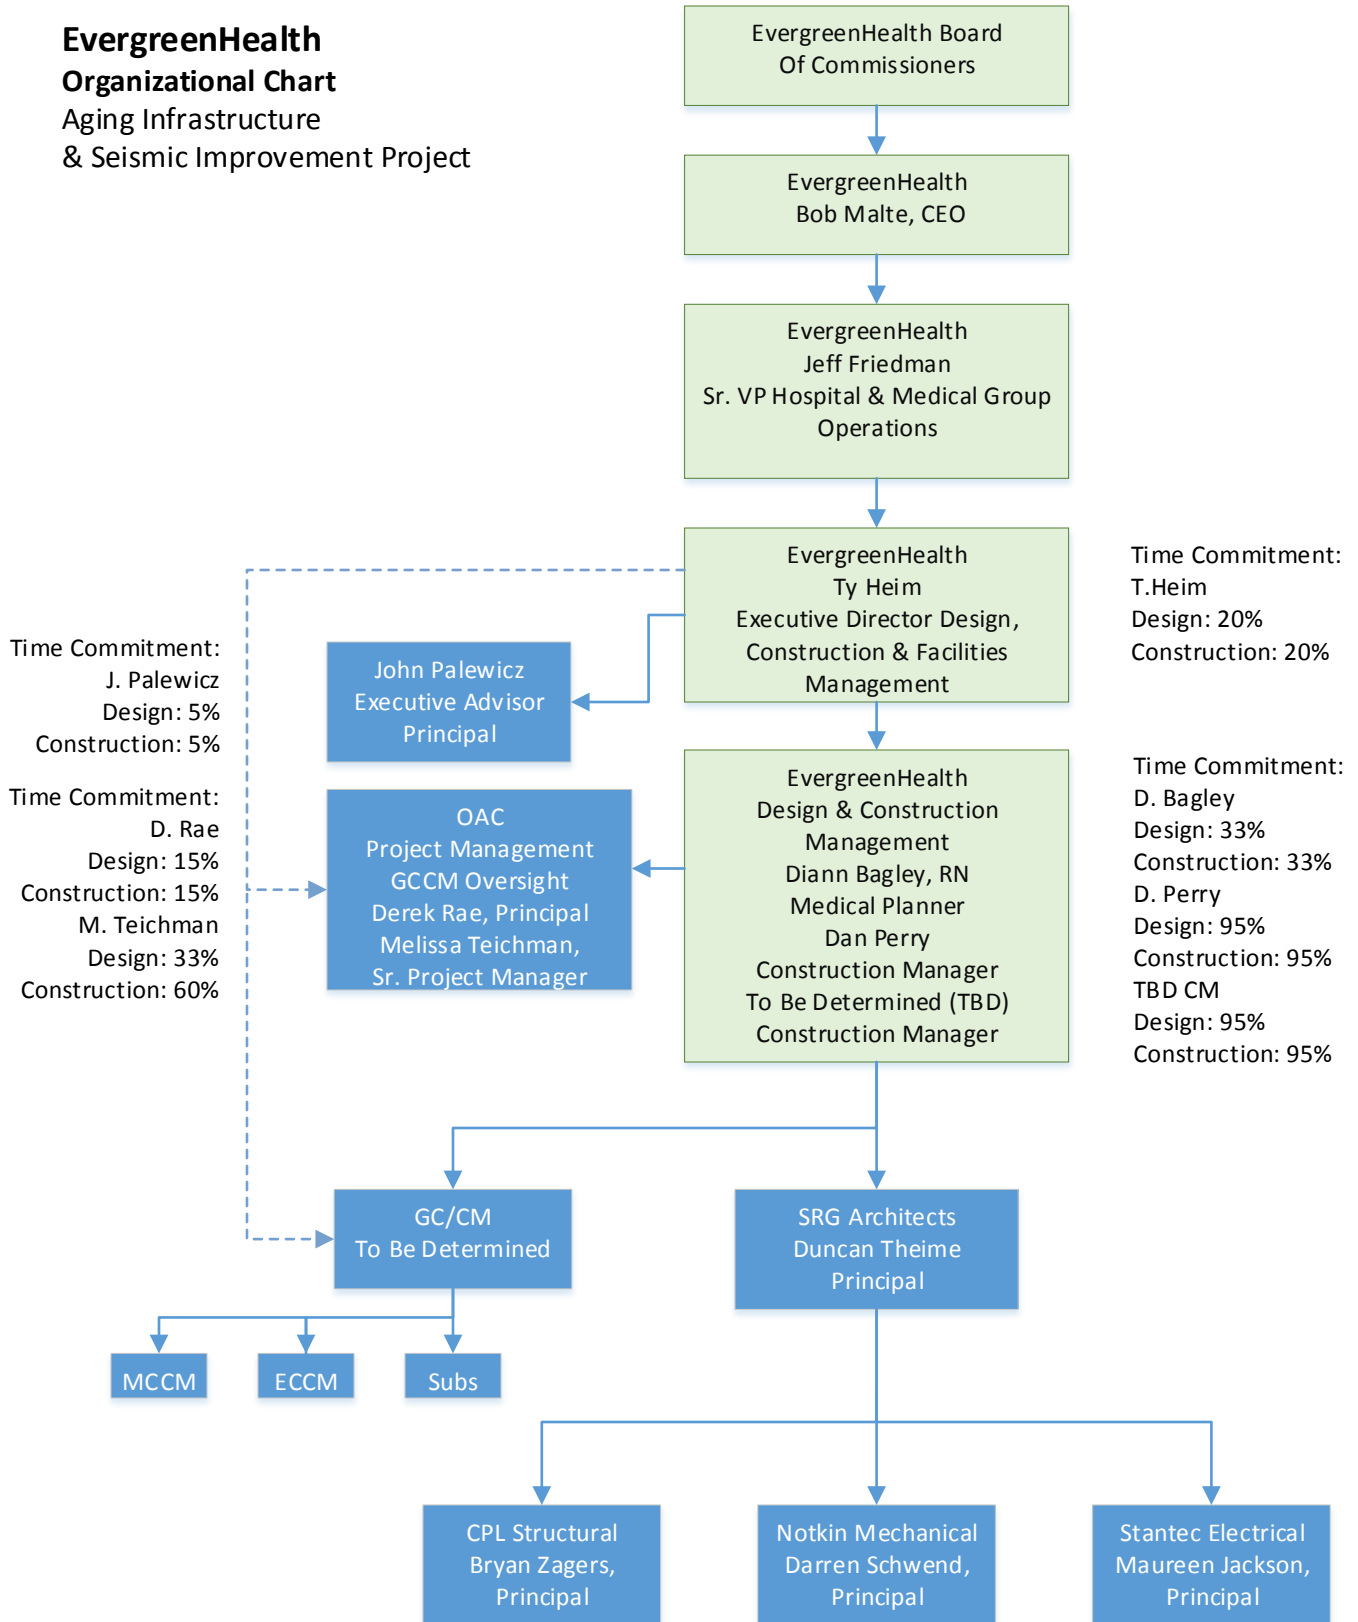 EvergreenHealth
Organizational Chart
Aging Infrastructure
& Seismic Improvement Project
EvergreenHealth Board
Of Commissioners
EvergreenHealth
Bob Malte, CEO
EvergreenHealth
Jeff Friedman
Sr. VP Hospital & Medical Group
Operations
EvergreenHealth
Ty Heim
Executive Director Design,
Construction & Facilities
Management
Time Commitment:
T.Heim
Design: 20%
Construction: 20%
Time Commitment:
J. Palewicz
Design: 5%
Construction: 5%
John Palewicz
Executive Advisor
Principal
Time Commitment:
D. Rae
Design: 15%
Construction: 15%
M. Teichman
Design: 33%
Construction: 60%
OAC
Project Management
GCCM Oversight
Derek Rae, Principal
Melissa Teichman,
Sr. Project Manager
EvergreenHealth
Design & Construction
Management
Diann Bagley, RN
Medical Planner
Dan Perry
Construction Manager
To Be Determined (TBD)
Construction Manager
Time Commitment:
D. Bagley
Design: 33%
Construction: 33%
D. Perry
Design: 95%
Construction: 95%
TBD CM
Design: 95%
Construction: 95%
GC/CM
To Be Determined
SRG Architects
Duncan Theime
Principal
MCCM
ECCM
Subs
CPL Structural
Bryan Zagers,
Principal
Notkin Mechanical
Darren Schwend,
Principal
Stantec Electrical
Maureen Jackson,
Principal